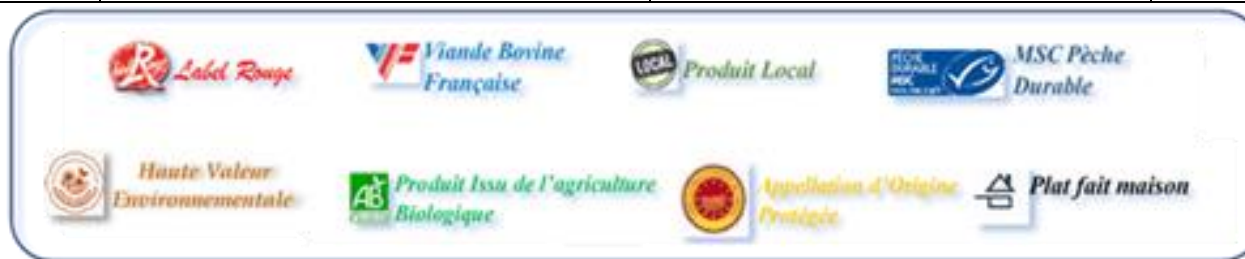 Label Rouge
Viande Bovine
Française
LOCAL
Produit Local
PÊCHE
DURABLE
MSC
MSC Pèche
Durable
Haute Valeur
Environnementale
AB
Produit Issu de l'agriculture
Biologique
Appellation d'Origine
Protégée
Plat fait maison